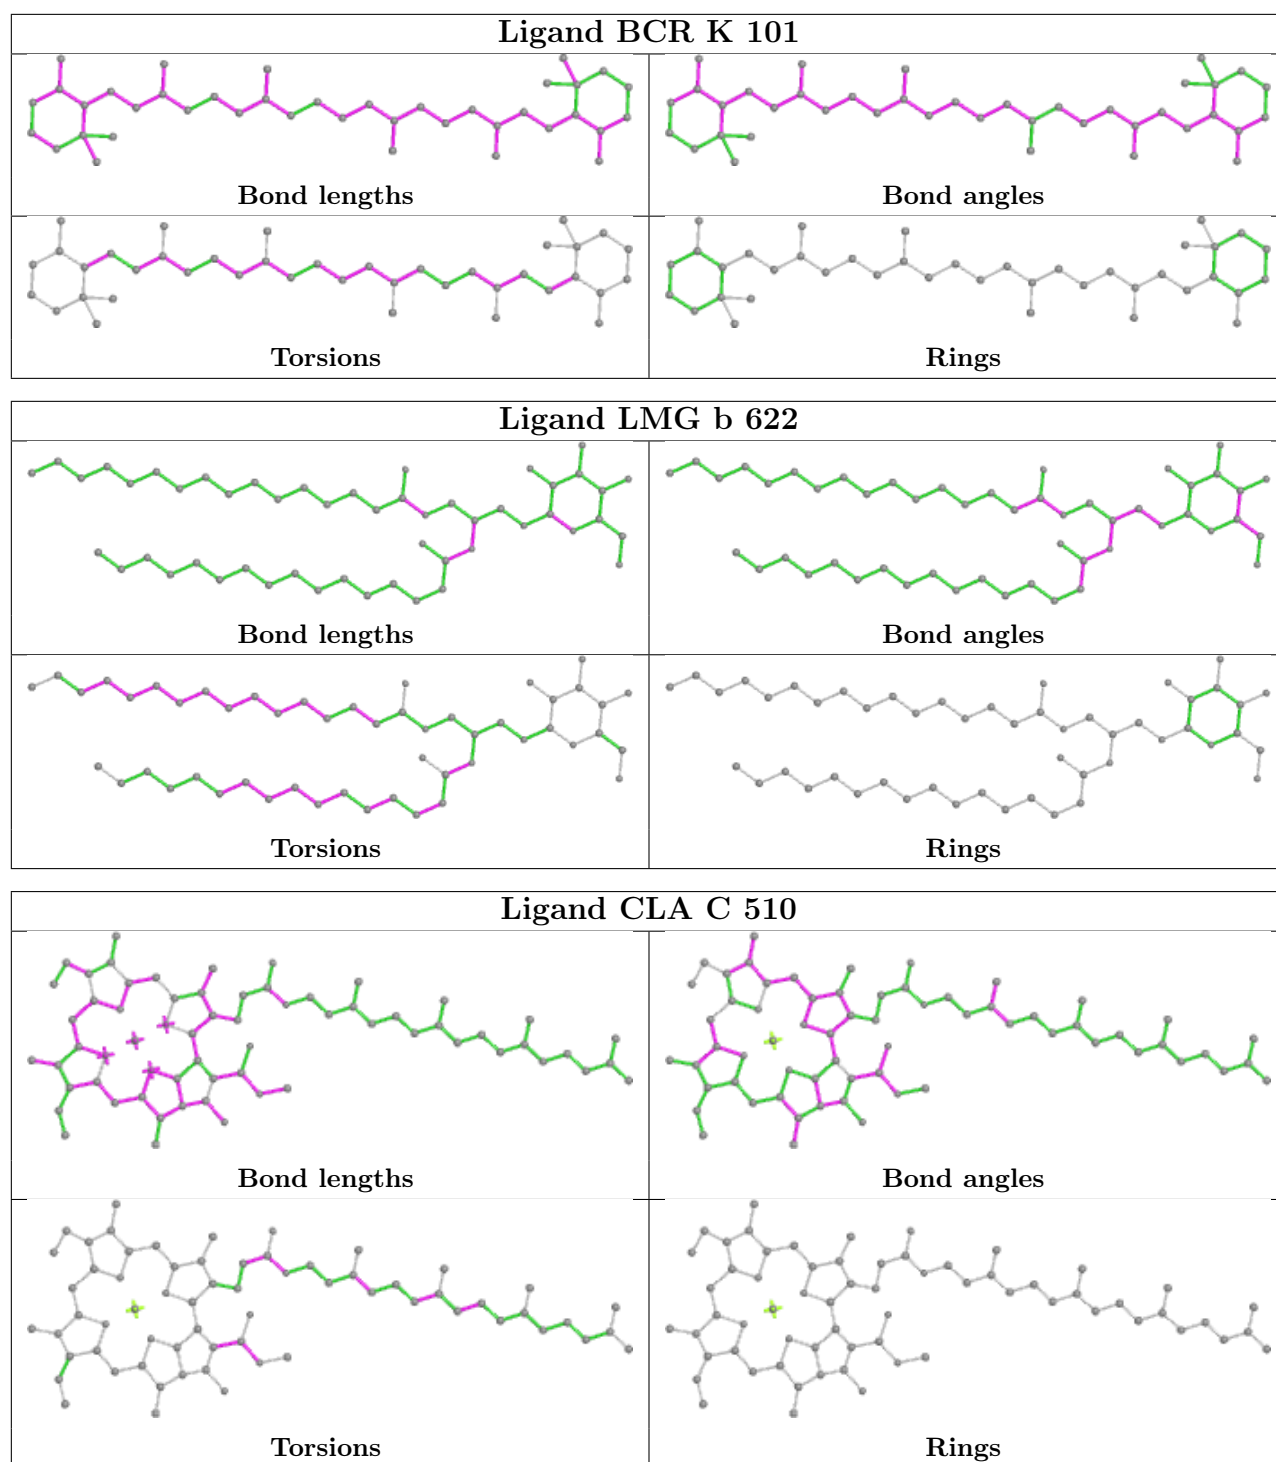 Ligand BCR K 101
Bond lengths
Bond angles
Torsions
Rings
Ligand LMG b 622
Bond lengths
Bond angles
Torsions
Rings
Ligand CLA C 510
Bond lengths
Bond angles
Torsions
Rings